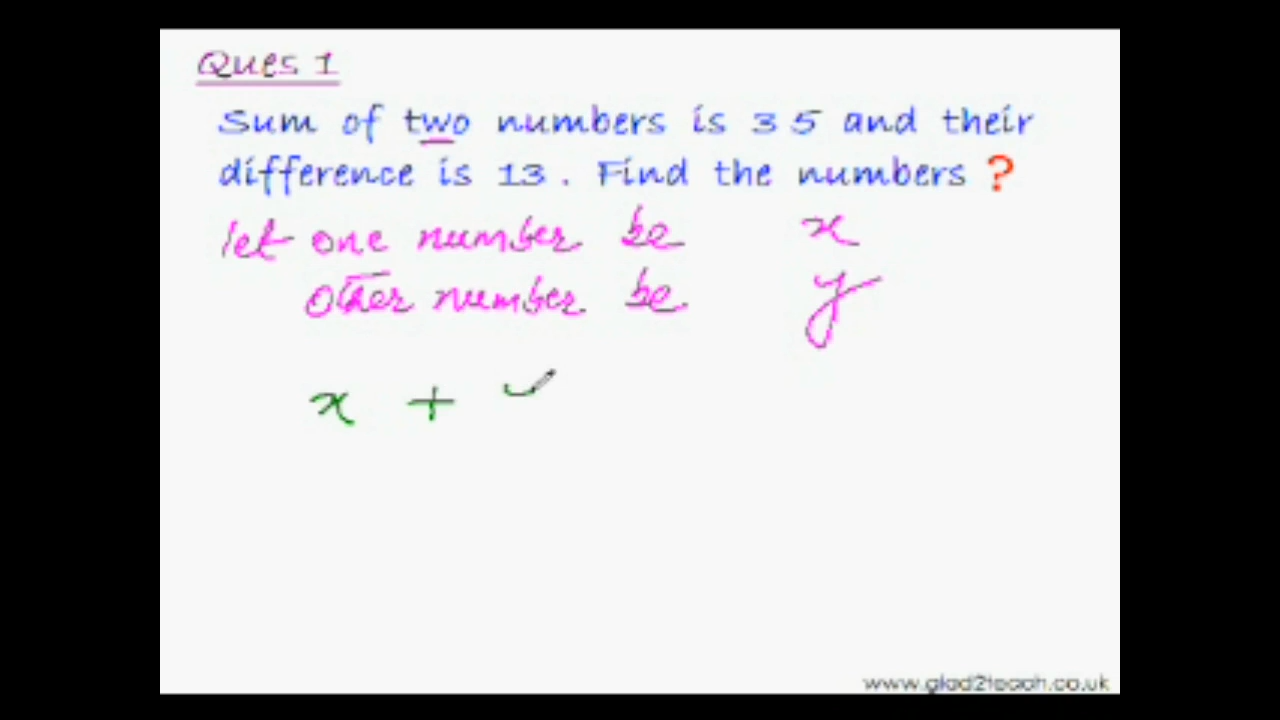 Ques 1
Sum of two numbers is 35 and their
difference is 13. Find the numbers ?
let one number be x
other number be y
x +
www.glad2teach.co.uk